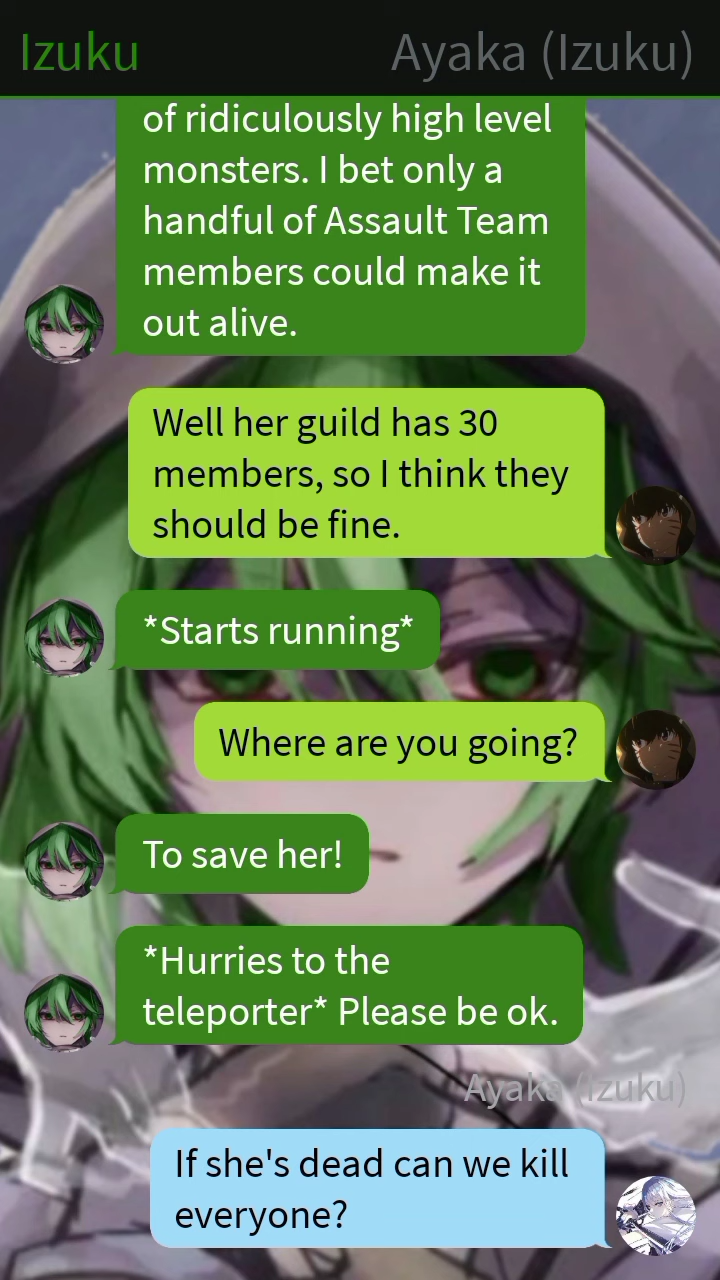 Izuku
Ayaka (Izuku)
of ridiculously high level
monsters. I bet only a
handful of Assault Team
members could make it
out alive.
Well her guild has 30
members, so I think they
should be fine.
*Starts running*
Where are you going?
To save her!
*Hurries to the
teleporter* Please be ok.
Ayaka (Izuku)
If she's dead can we kill
everyone?